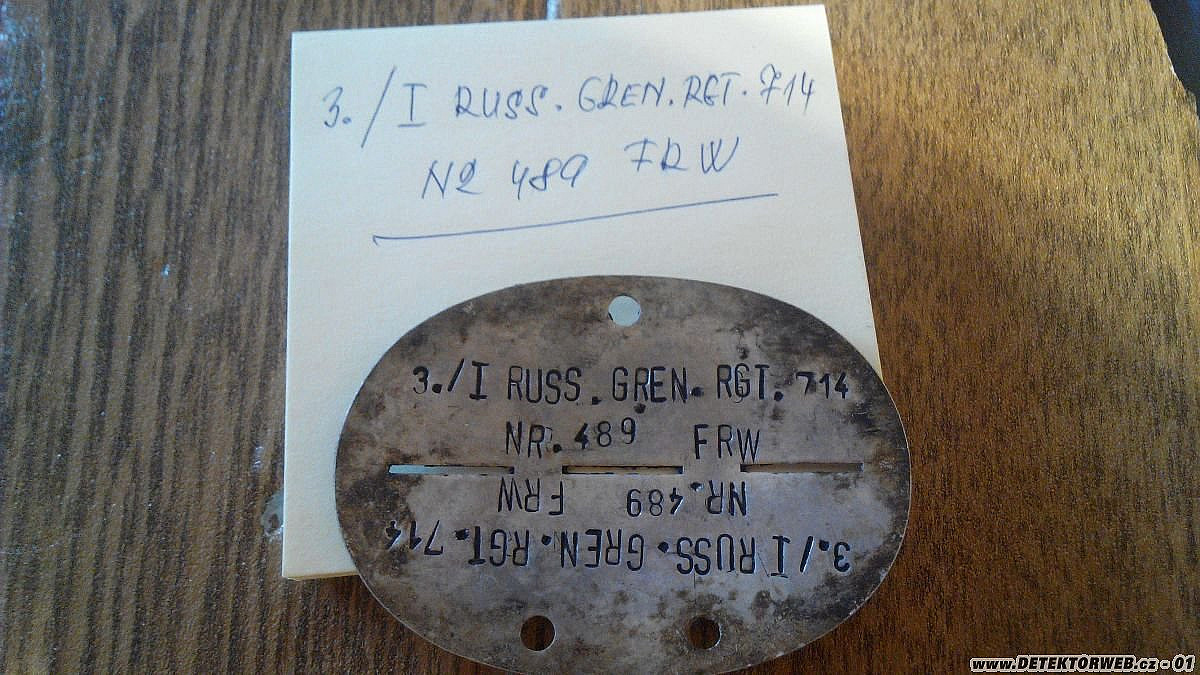 3./I RUSS. GREN. RGT. 714
NR 489 FRW
3./I RUSS. GREN. RGT. 714
NR. 489 FRW
NR. 489 FRW
3./I RUSS. GREN. RGT. 714
www.DETEKTORWEB.cz - 01